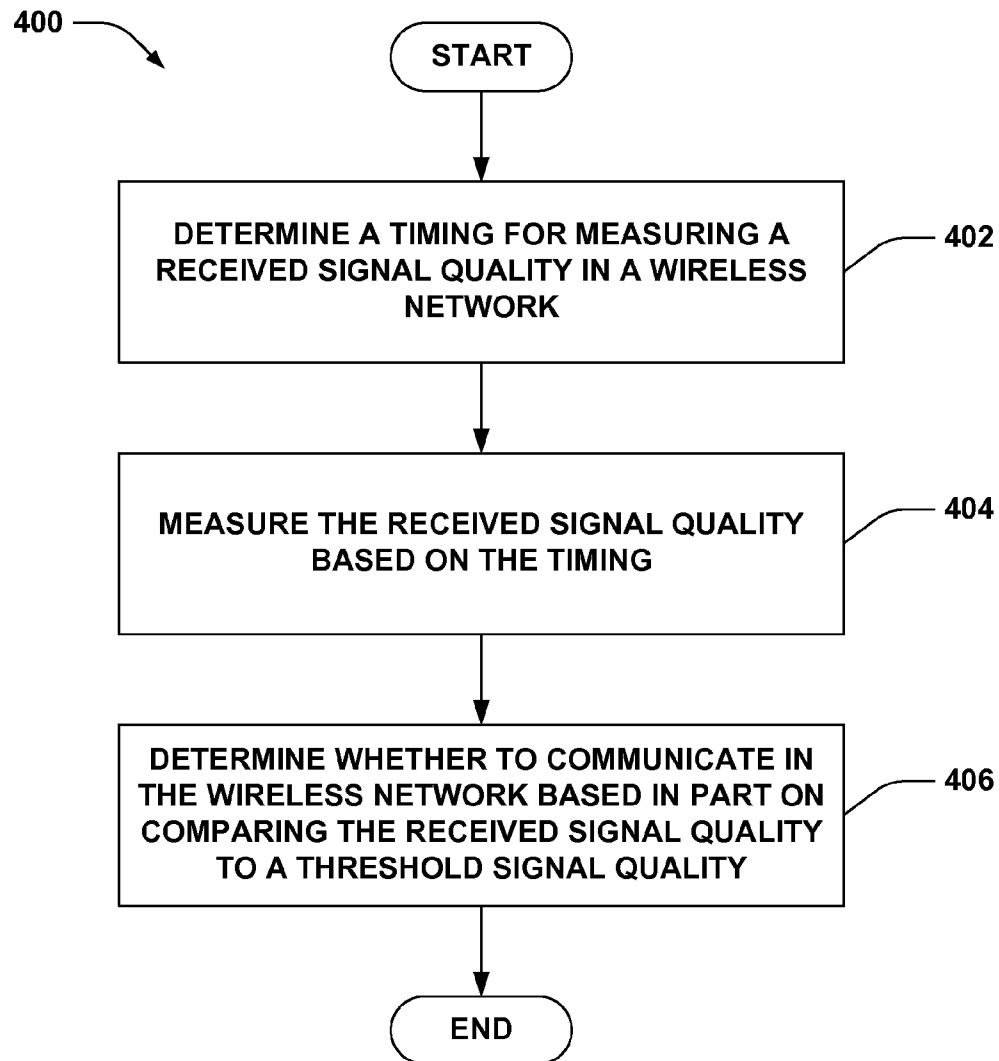 400
START
DETERMINE A TIMING FOR MEASURING A
RECEIVED SIGNAL QUALITY IN A WIRELESS
NETWORK
402
MEASURE THE RECEIVED SIGNAL QUALITY
BASED ON THE TIMING
404
DETERMINE WHETHER TO COMMUNICATE IN
THE WIRELESS NETWORK BASED IN PART ON
COMPARING THE RECEIVED SIGNAL QUALITY
TO A THRESHOLD SIGNAL QUALITY
406
END